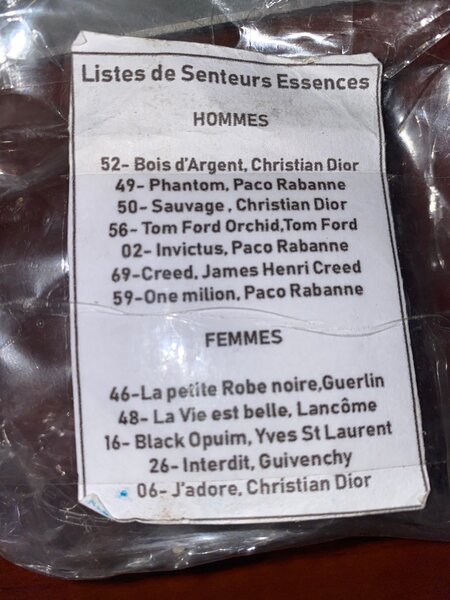 Listes de Senteurs Essences
HOMMES
52- Bois d'Argent, Christian Dior
49- Phantom, Paco Rabanne
50- Sauvage , Christian Dior
56- Tom Ford Orchid,Tom Ford
02- Invictus, Paco Rabanne
69-Creed, James Henri Creed
59-One milion, Paco Rabanne
FEMMES
46-La petite Robe noire,Guerlin
48- La Vie est belle, Lancôme
16- Black Opuim, Yves St Laurent
26- Interdit, Guivenchy
06- J'adore, Christian Dior